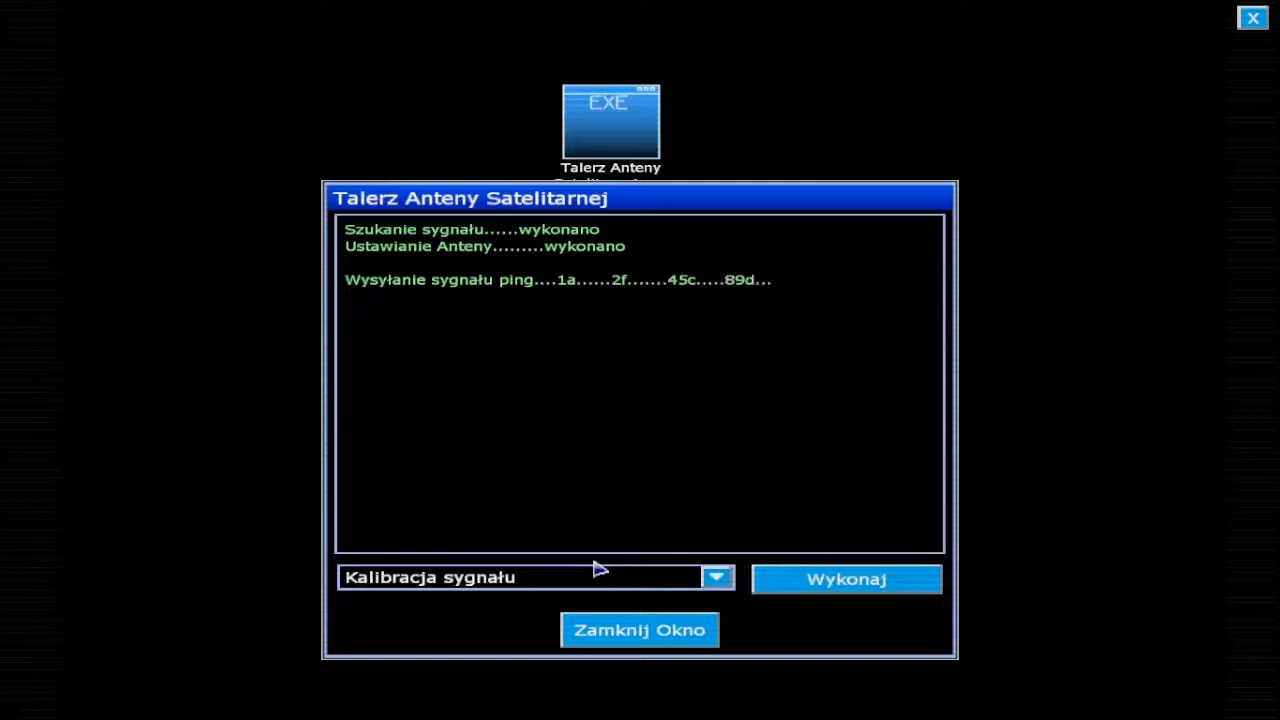 X
EXE
Talerz Anteny
Talerz Anteny Satelitarnej
Szukanie sygnału......wykonano
Ustawianie Anteny.........wykonano
Wysyłanie sygnału ping....1a......2f.......45c.....89d...
Kalibracja sygnału
Wykonaj
Zamknij Okno